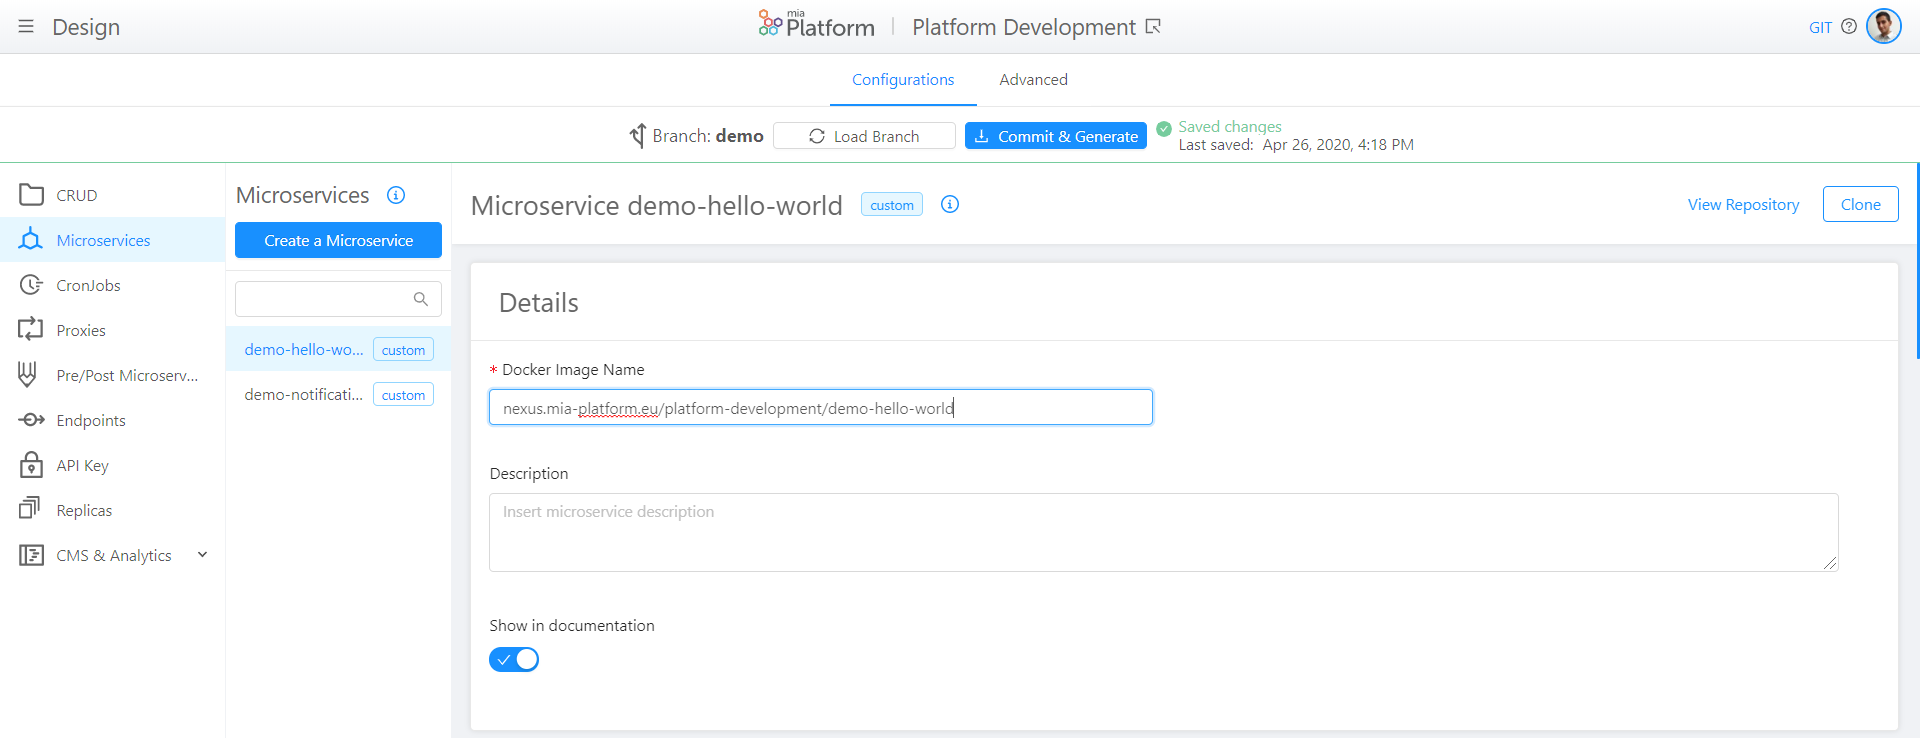 Design
mia
Platform
Platform Development
GIT
Configurations
Advanced
Branch: demo
Load Branch
Commit & Generate
Saved changes
Last saved: Apr 26, 2020, 4:18 PM
CRUD
Microservices
CronJobs
Proxies
Pre/Post Microserv...
Endpoints
API Key
Replicas
CMS & Analytics
Microservices
Create a Microservice
demo-hello-wo... custom
demo-notificati... custom
Microservice demo-hello-world custom
View Repository
Clone
Details
* Docker Image Name
nexus.mia-platform.eu/platform-development/demo-hello-world
Description
Insert microservice description
Show in documentation